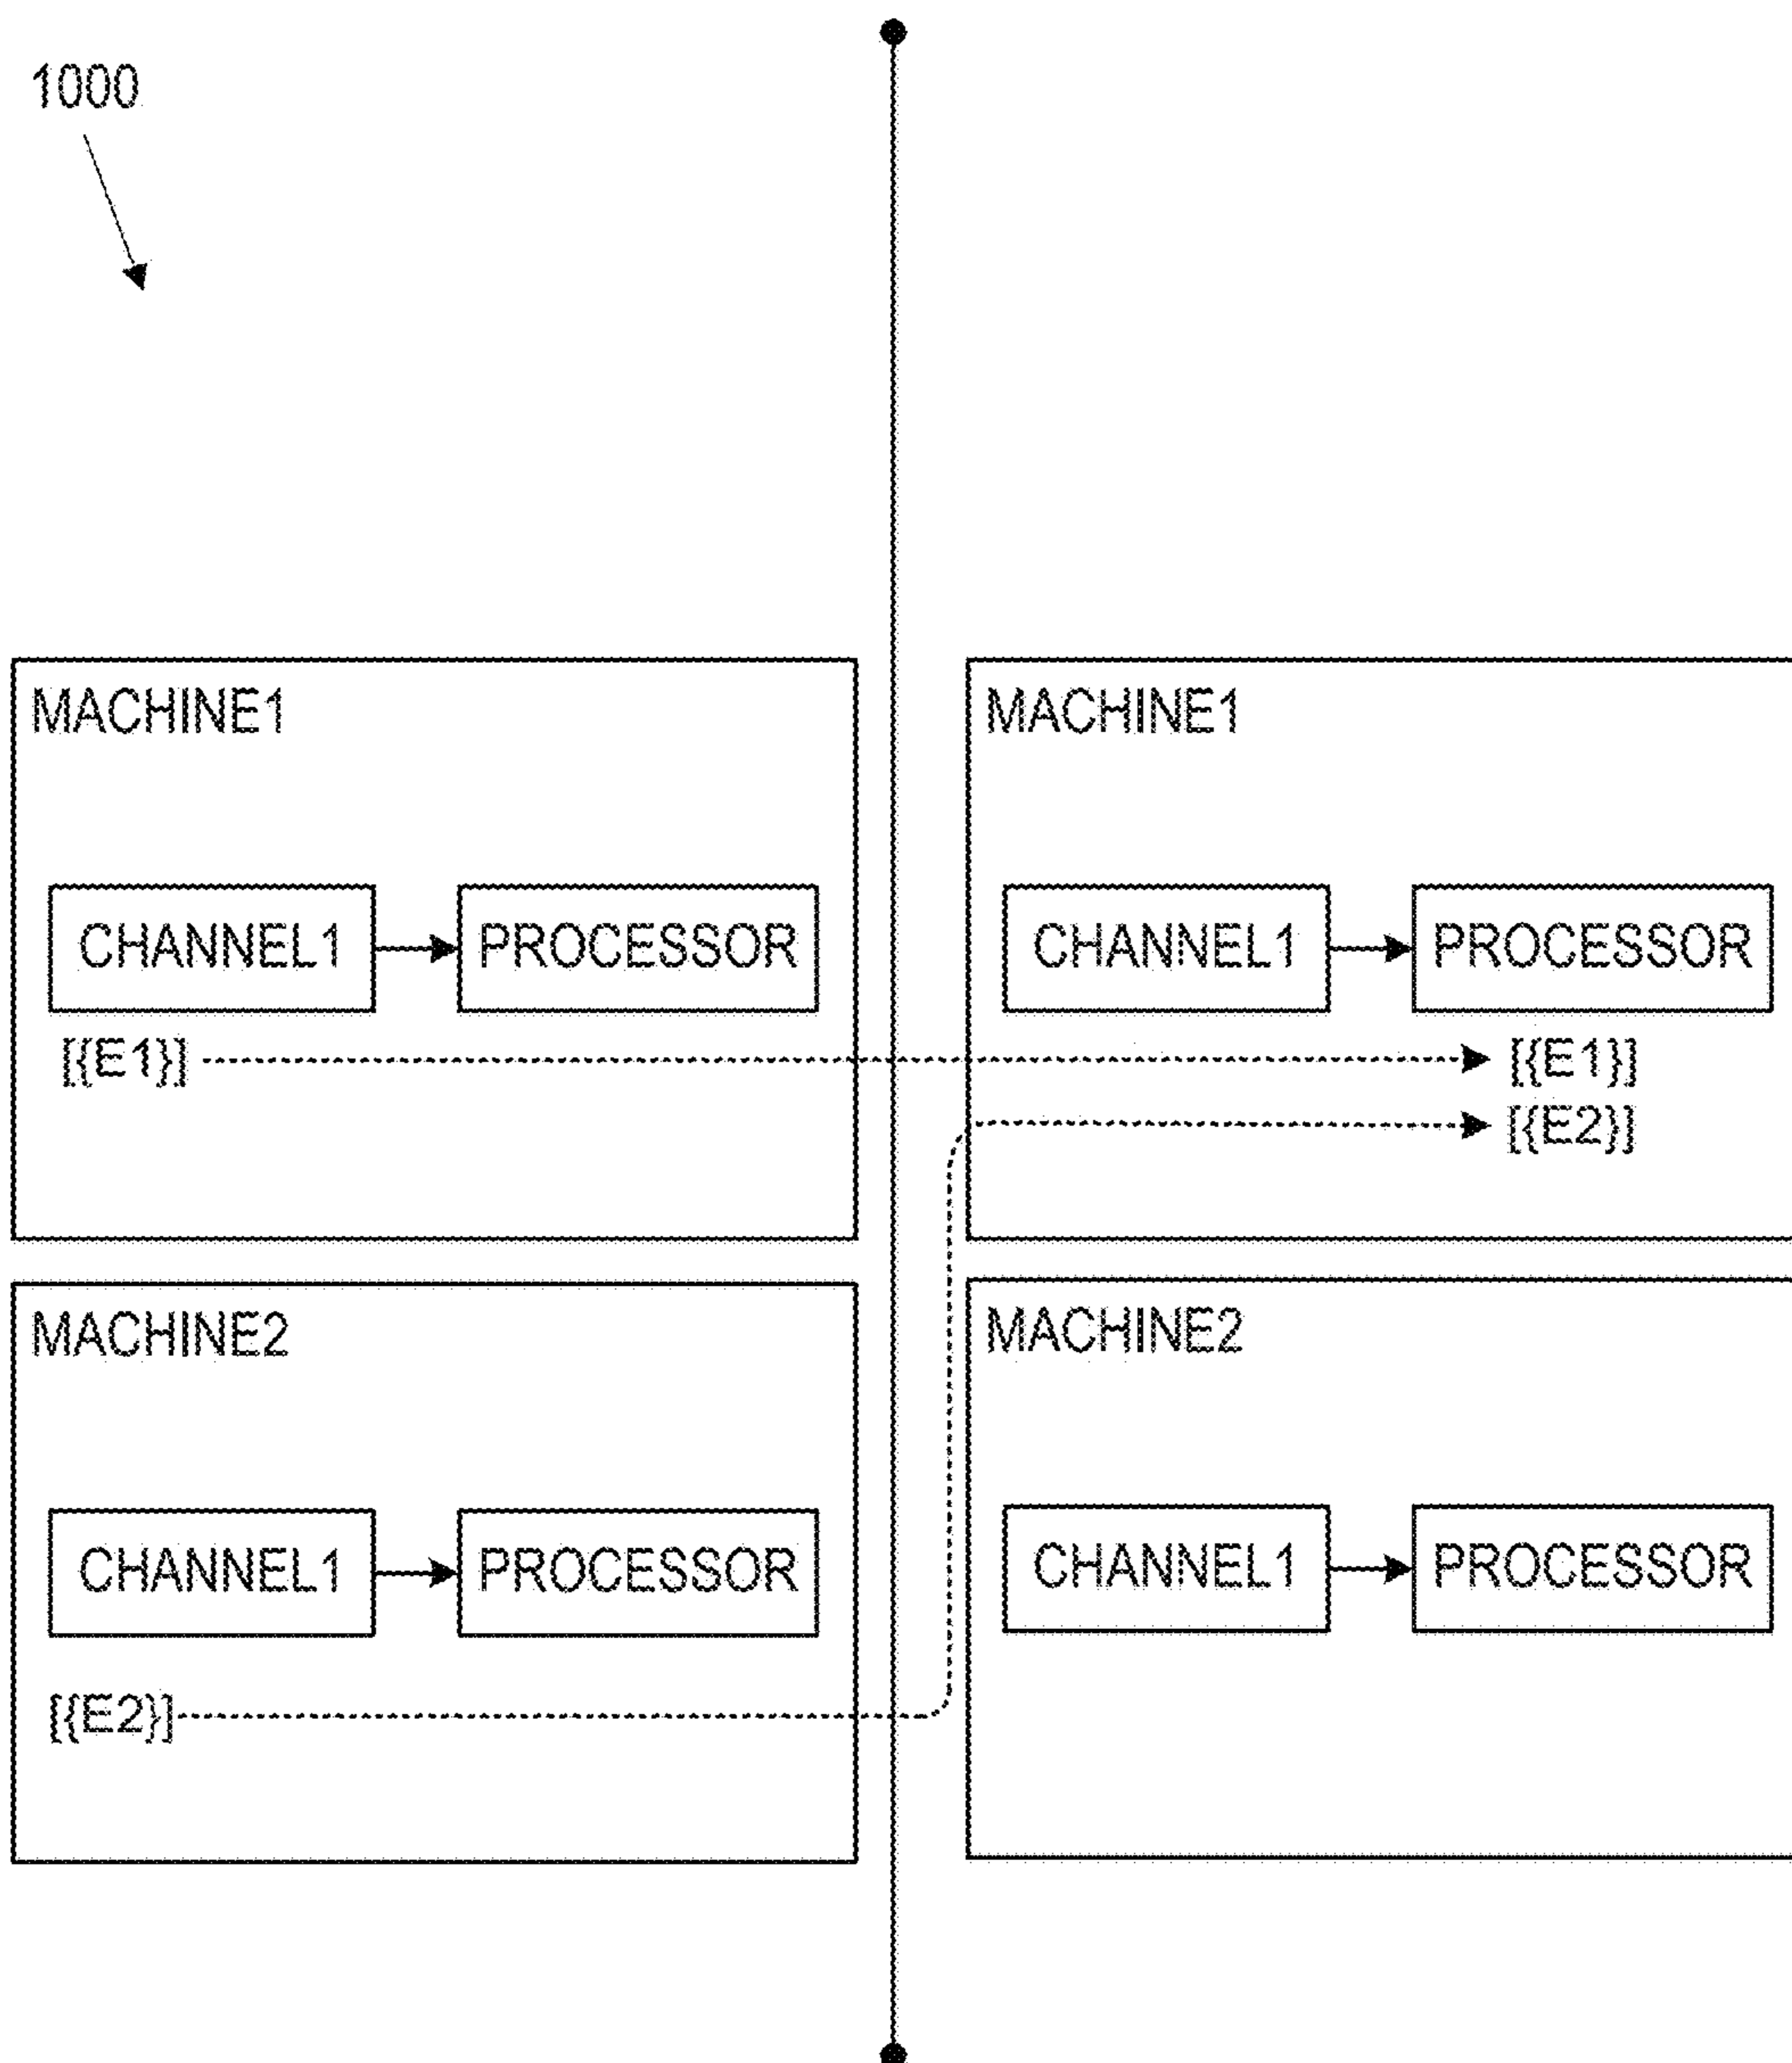 1000
MACHINE1
CHANNEL1
PROCESSOR
[{E1}]
MACHINE2
CHANNEL1
PROCESSOR
[{E2}]
MACHINE1
CHANNEL1
PROCESSOR
[{E1}]
[{E2}]
MACHINE2
CHANNEL1
PROCESSOR